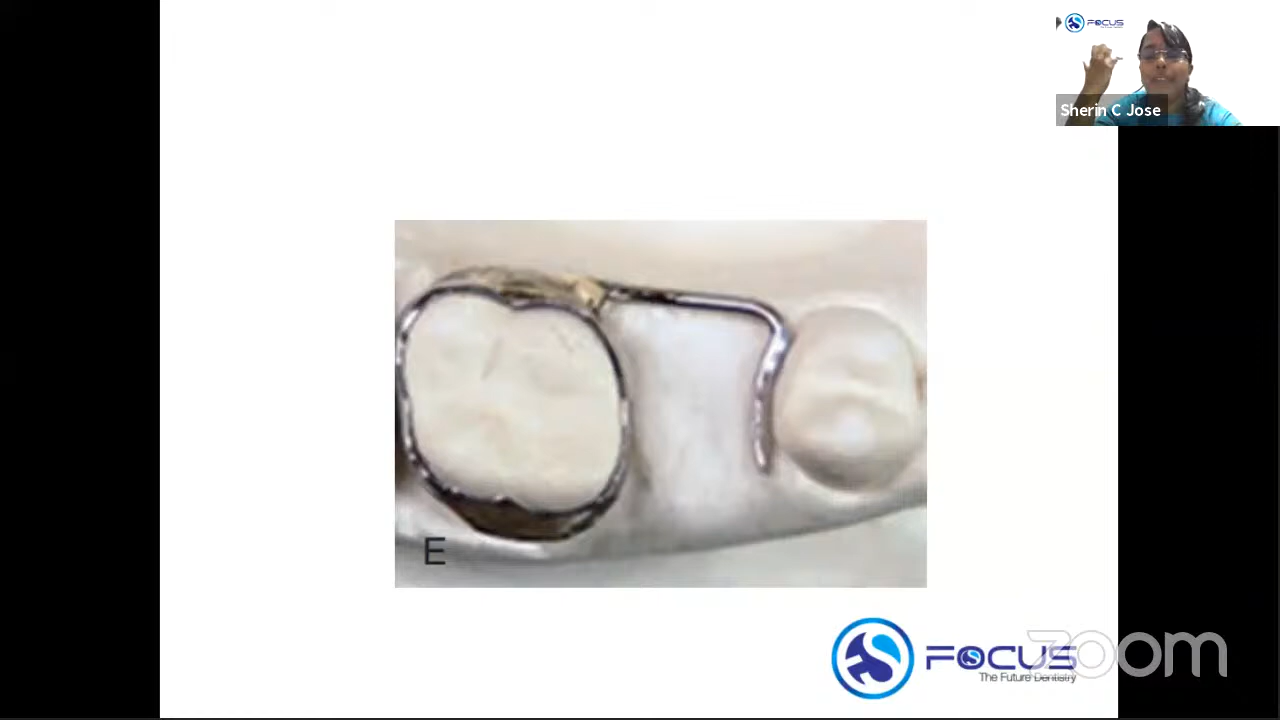 FOCUS
Sherin C Jose
E
FOCUS
The Future Dentistry
zoom